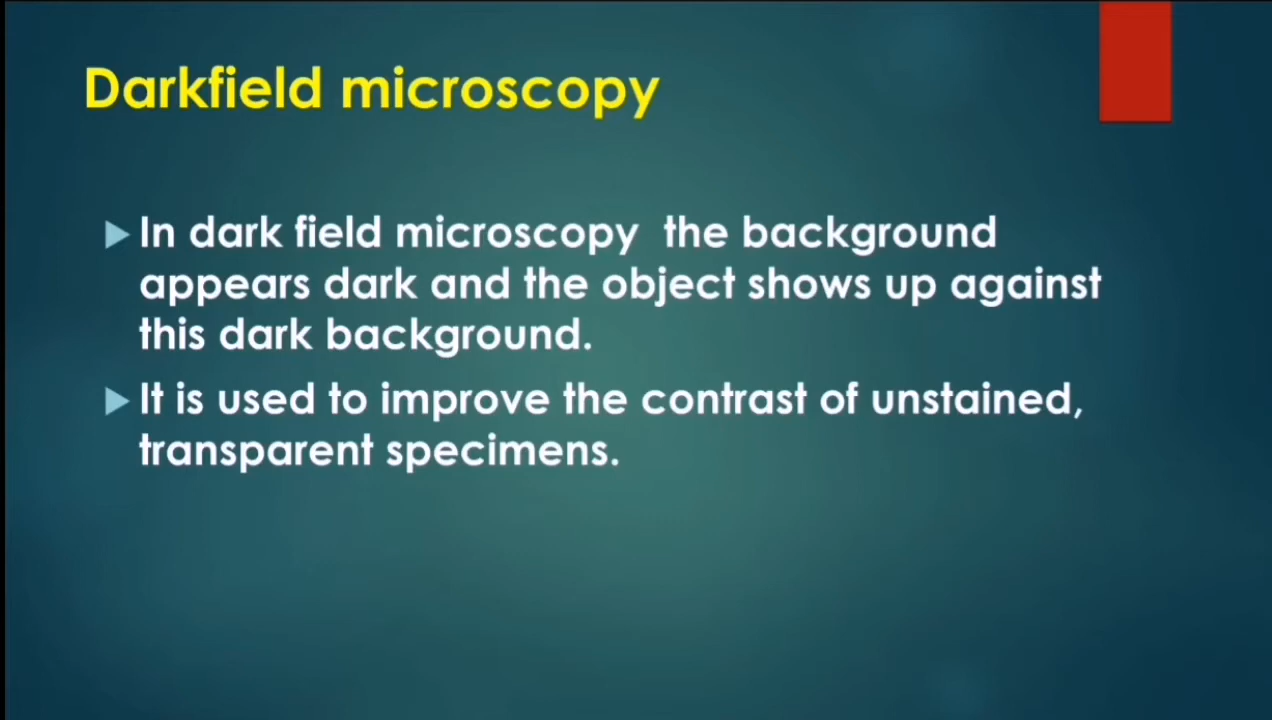 Darkfield microscopy
In dark field microscopy the background
appears dark and the object shows up against
this dark background.
It is used to improve the contrast of unstained,
transparent specimens.